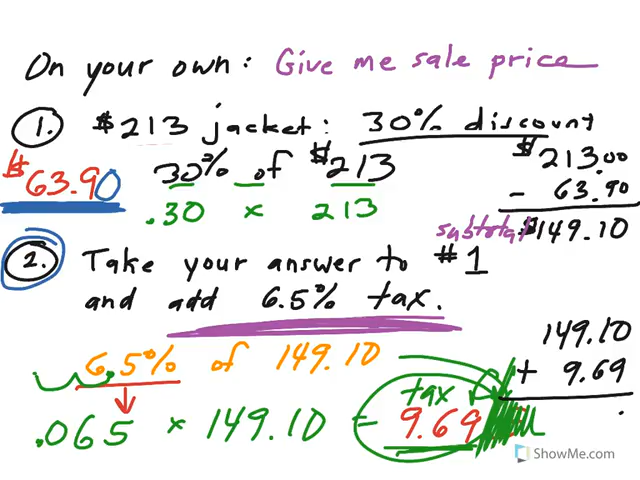 On your own: Give me sale price
1. $213 jacket: 30% discount
30% of $213
$63.90
.30 x 213
$213.00
- 63.90
subtotal $149.10
2. Take your answer to #1
and add 6.5% tax.
6.5% of 149.10
149.10
+ 9.69
tax
.065 x 149.10 = 9.69
ShowMe.com